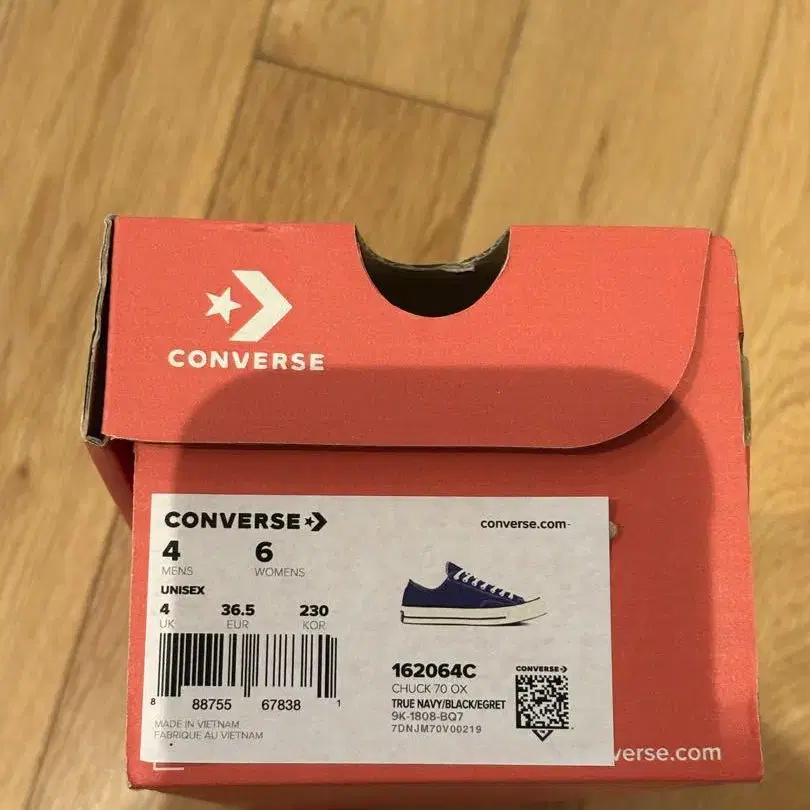 CONVERSE
CONVERSE
converse.com
4 6
MENS WOMENS
UNISEX
4 36.5 230
UK EUR KOR
8 88755 67838 1
MADE IN VIETNAM
FABRIQUE AU VIETNAM
162064C
CHUCK 70 OX
TRUE NAVY/BLACK/EGRET
9K-1808-BQ7
7DNJM70V00219
CONVERSE
verse.com